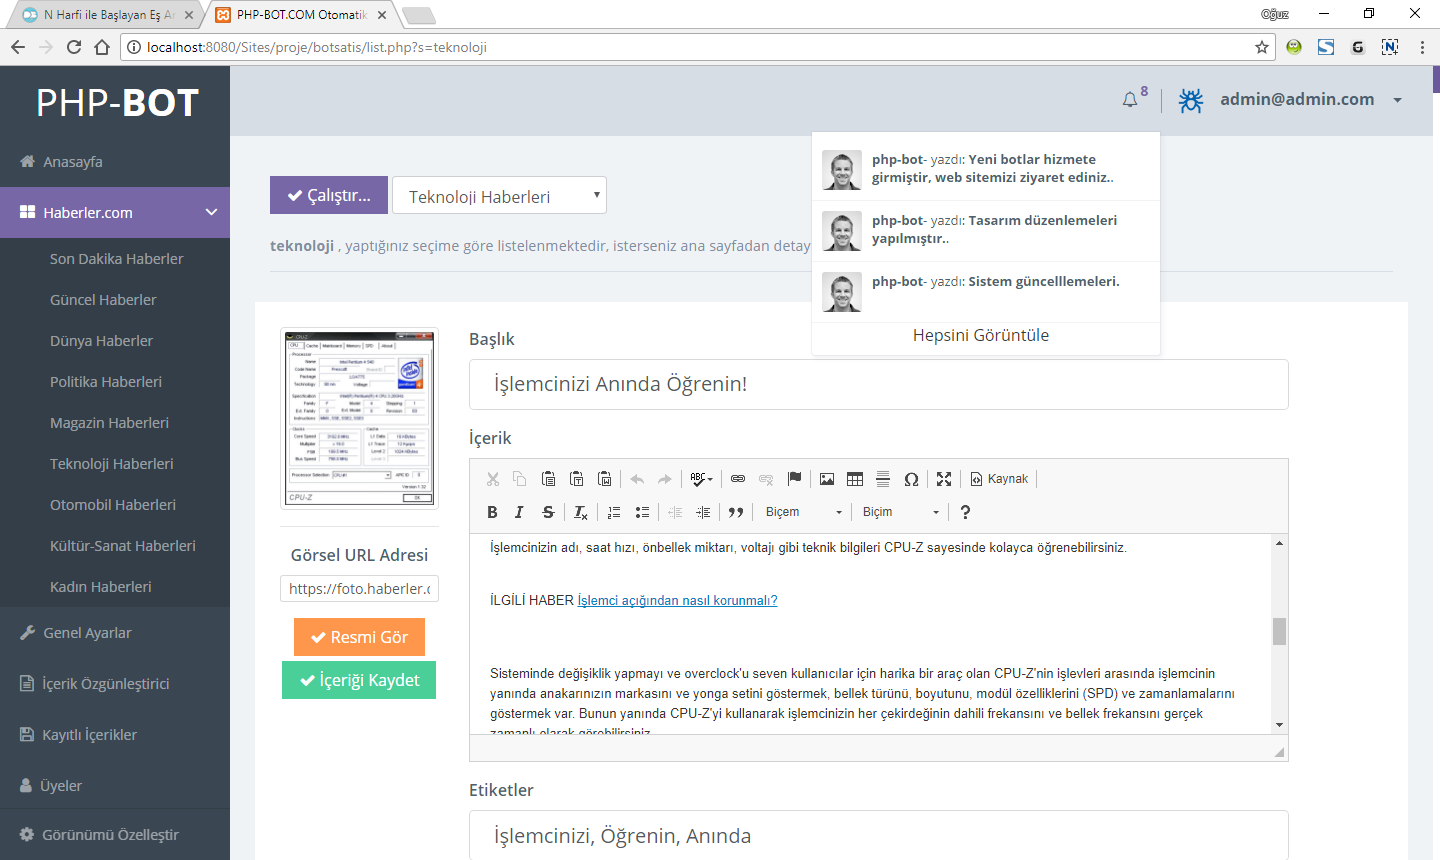 N Harfi ile Başlayan Eş An
PHP-BOT.COM Otomatik
Oğuz
localhost:8080/Sites/proje/botsatis/list.php?s=teknoloji
PHP-BOT
8
admin@admin.com
Anasayfa
Haberler.com
Son Dakika Haberler
Güncel Haberler
Dünya Haberler
Politika Haberleri
Magazin Haberleri
Teknoloji Haberleri
Otomobil Haberleri
Kültür-Sanat Haberleri
Kadın Haberleri
Genel Ayarlar
İçerik Özgünleştirici
Kayıtlı İçerikler
Üyeler
Görünümü Özelleştir
Çalıştır...
Teknoloji Haberleri
teknoloji , yaptığınız seçime göre listelenmektedir, isterseniz ana sayfadan detay
php-bot- yazdı: Yeni botlar hizmete
girmiştir, web sitemizi ziyaret ediniz..
php-bot- yazdı: Tasarım düzenlemeleri
yapılmıştır..
php-bot- yazdı: Sistem güncelllemeleri.
Hepsini Görüntüle
CPU-Z
Görsel URL Adresi
https://foto.haberler.c
Resmi Gör
İçeriği Kaydet
Başlık
İşlemcinizi Anında Öğrenin!
İçerik
Kaynak
Biçem
Biçim
İşlemcinizin adı, saat hızı, önbellek miktarı, voltajı gibi teknik bilgileri CPU-Z sayesinde kolayca öğrenebilirsiniz.
İLGİLİ HABER İşlemci açığından nasıl korunmalı?
Sisteminde değişiklik yapmayı ve overclock'u seven kullanıcılar için harika bir araç olan CPU-Z'nin işlevleri arasında işlemcinin
yanında anakarınızın markasını ve yonga setini göstermek, bellek türünü, boyutunu, modül özelliklerini (SPD) ve zamanlamalarını
göstermek var. Bunun yanında CPU-Z'yi kullanarak işlemcinizin her çekirdeğinin dahili frekansını ve bellek frekansını gerçek
zamanlı olarak görebilirsiniz
Etiketler
İşlemcinizi, Öğrenin, Anında